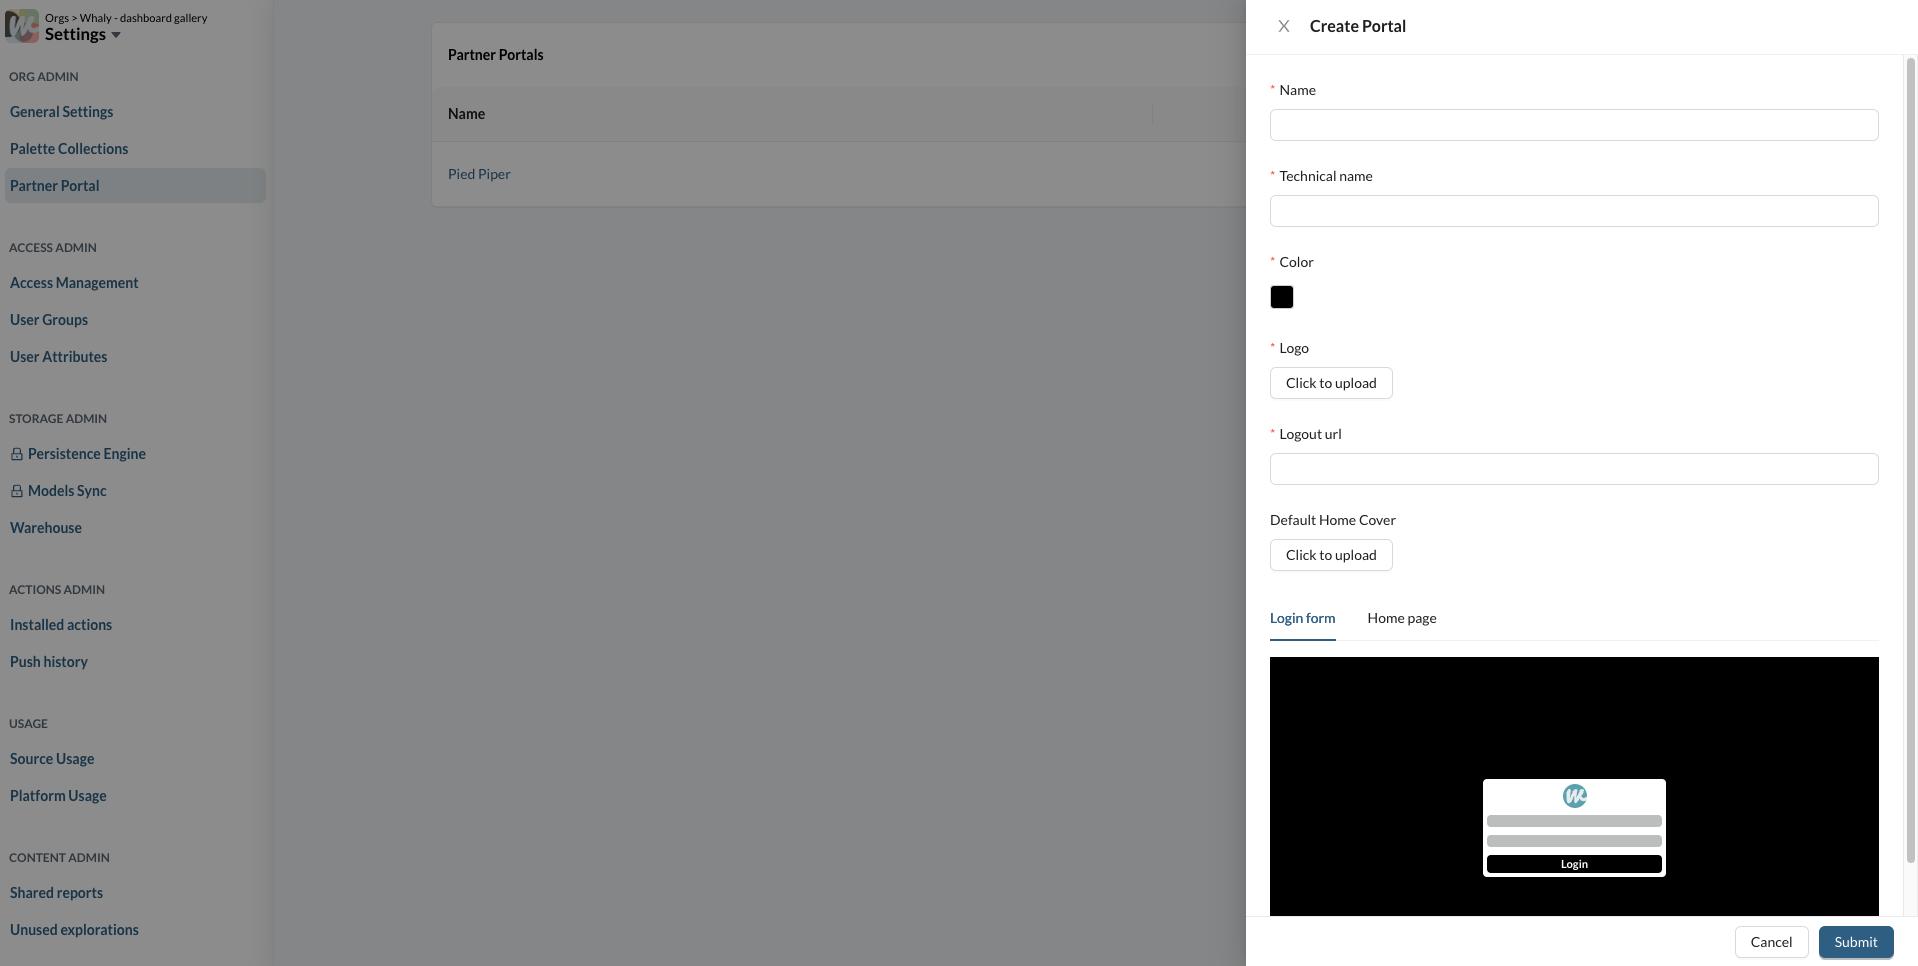 Orgs > Whaly - dashboard gallery
Settings
ORG ADMIN
General Settings
Palette Collections
Partner Portal
ACCESS ADMIN
Access Management
User Groups
User Attributes
STORAGE ADMIN
Persistence Engine
Models Sync
Warehouse
ACTIONS ADMIN
Installed actions
Push history
USAGE
Source Usage
Platform Usage
CONTENT ADMIN
Shared reports
Unused explorations
Partner Portals
Name
Pied Piper
Create Portal
* Name
* Technical name
* Color
* Logo
Click to upload
* Logout url
Default Home Cover
Click to upload
Login form Home page
Login
Cancel Submit